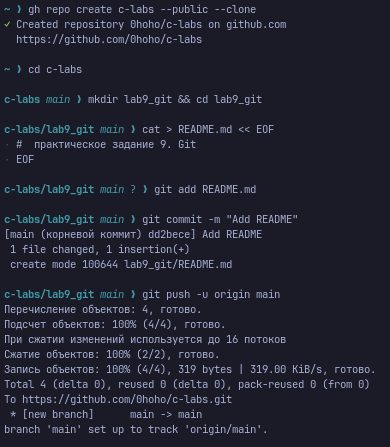 ~ ❯ gh repo create c-labs --public --clone
✓ Created repository 0hoho/c-labs on github.com
  https://github.com/0hoho/c-labs
~ ❯ cd c-labs
c-labs main ❯ mkdir lab9_git && cd lab9_git
c-labs/lab9_git main ❯ cat > README.md << EOF
· #  практическое задание 9. Git
· EOF
c-labs/lab9_git main ? ❯ git add README.md
c-labs/lab9_git main ❯ git commit -m "Add README"
[main (корневой коммит) dd2bece] Add README
 1 file changed, 1 insertion(+)
 create mode 100644 lab9_git/README.md
c-labs/lab9_git main ❯ git push -u origin main
Перечисление объектов: 4, готово.
Подсчет объектов: 100% (4/4), готово.
При сжатии изменений используется до 16 потоков
Сжатие объектов: 100% (2/2), готово.
Запись объектов: 100% (4/4), 319 bytes | 319.00 KiB/s, готово.
Total 4 (delta 0), reused 0 (delta 0), pack-reused 0 (from 0)
To https://github.com/0hoho/c-labs.git
 * [new branch]      main -> main
branch 'main' set up to track 'origin/main'.